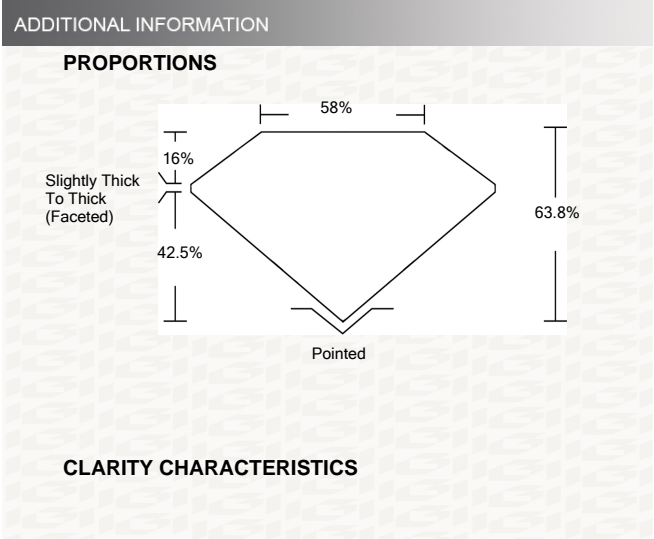 ADDITIONAL INFORMATION
PROPORTIONS
58%
16%
Slightly Thick
To Thick
(Faceted)
63.8%
42.5%
Pointed
CLARITY CHARACTERISTICS